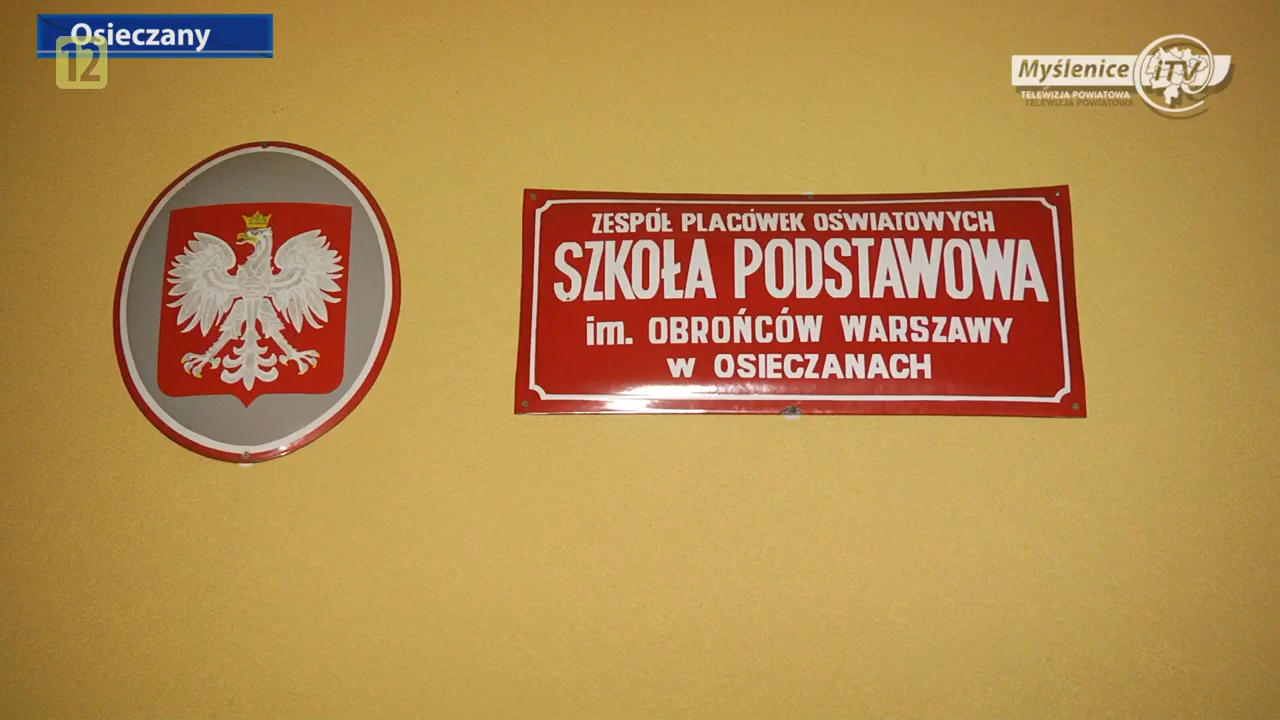 Osieczany
12
Myślenice iTV
TELEWIZJA POWIATOWA
ZESPÓŁ PLACÓWEK OŚWIATOWYCH
SZKOŁA PODSTAWOWA
im. OBROŃCÓW WARSZAWY
w OSIECZANACH